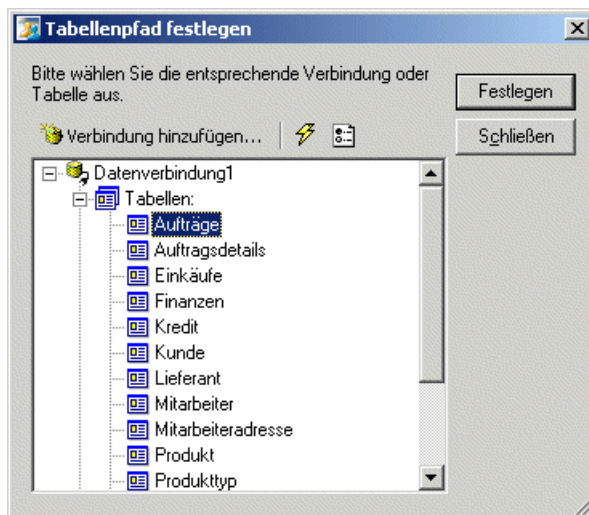 Tabellenpfad festlegen
Bitte wählen Sie die entsprechende Verbindung oder
Tabelle aus.
Festlegen
Schließen
Verbindung hinzufügen...
Datenverbindung1
Tabellen:
Aufträge
Auftragsdetails
Einkäufe
Finanzen
Kredit
Kunde
Lieferant
Mitarbeiter
Mitarbeiteradresse
Produkt
Produkttyp